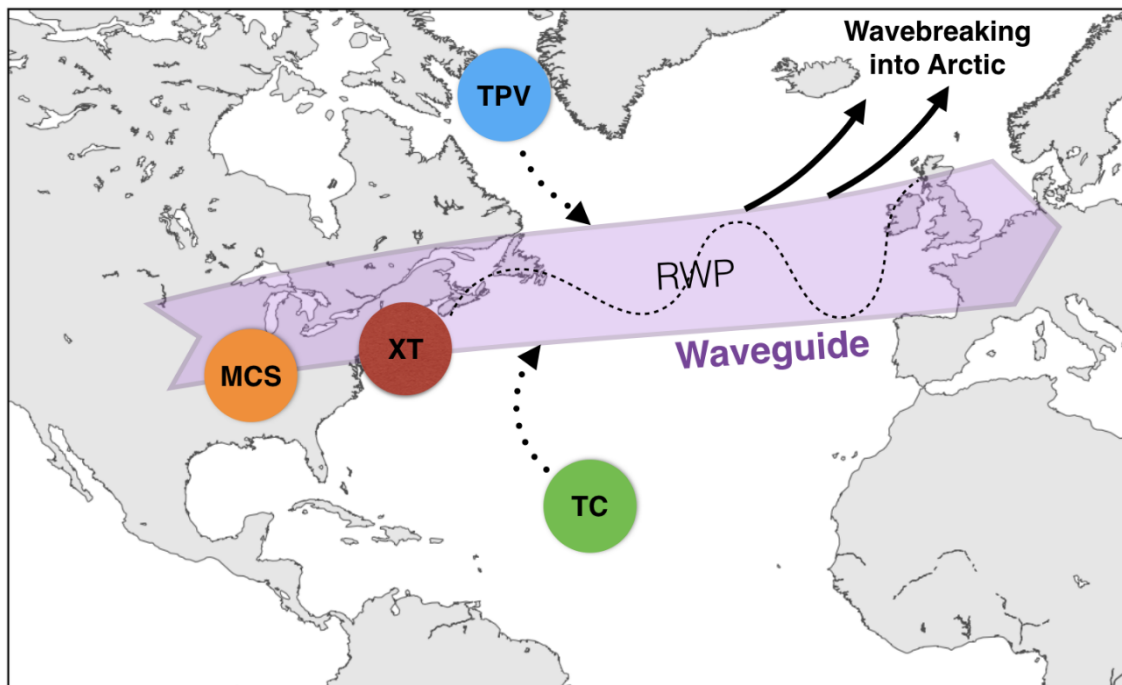 Wavebreaking
into Arctic
TPV
RWP
Waveguide
XT
MCS
TC